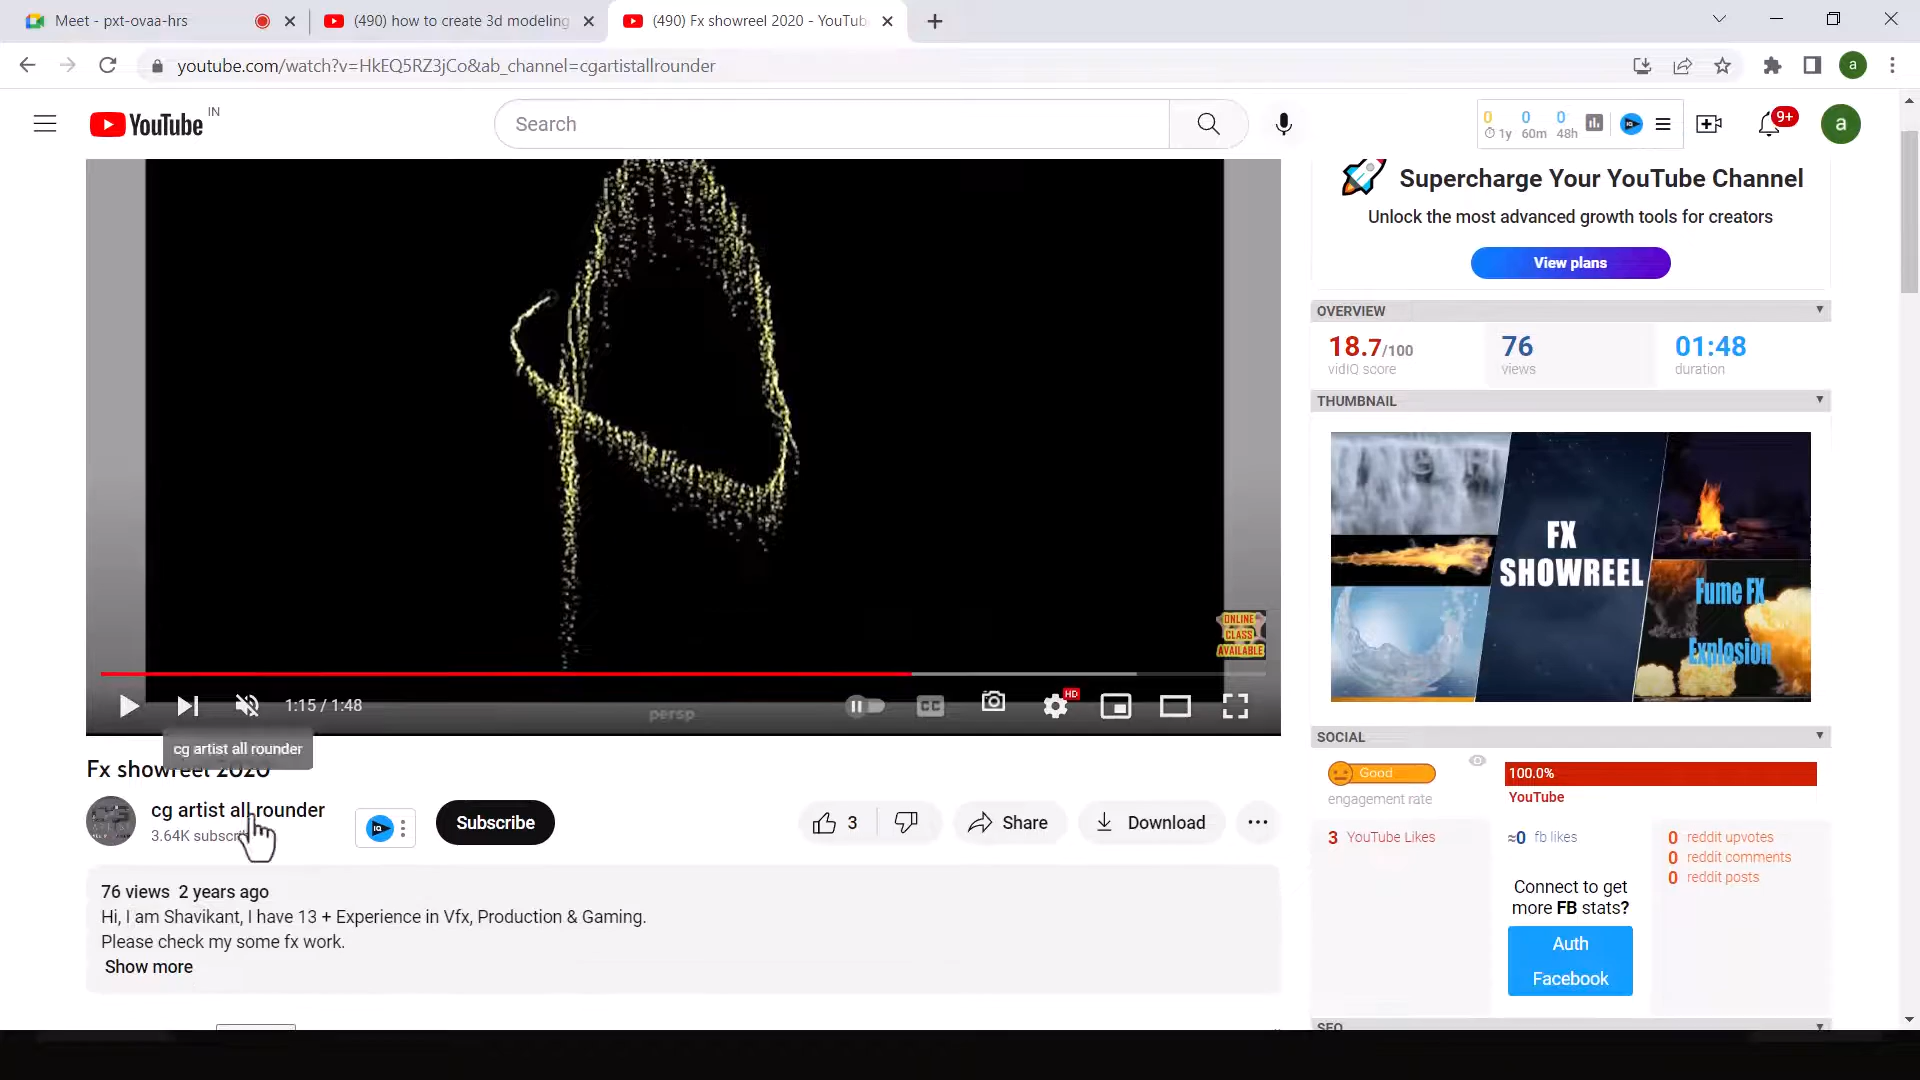 Meet - pxt-ovaa-hrs
(490) how to create 3d modeling
(490) Fx showreel 2020 - YouTub
youtube.com/watch?v=HkEQ5RZ3jCo&ab_channel=cgartistallrounder
a
YouTube
IN
Search
0 0 0
1y 60m 48h
9+
a
Supercharge Your YouTube Channel
Unlock the most advanced growth tools for creators
View plans
OVERVIEW
18.7/100 76 01:48
vidIQ score views duration
THUMBNAIL
FX
SHOWREEL
Fume FX
Explosion
ONLINE
CLASS
AVAILABLE
1:15 / 1:48
CC
HD
persp
cg artist all rounder
Fx showreel 2020
cg artist all rounder
3.64K
IQ
Subscribe
3
Share
Download
76 views 2 years ago
Hi, I am Shavikant, I have 13 + Experience in Vfx, Production & Gaming.
Please check my some fx work.
Show more
SOCIAL
Good
engagement rate
100.0%
YouTube
3 YouTube Likes
≈0 fb likes
0 reddit upvotes
0 reddit comments
0 reddit posts
Connect to get
more FB stats?
Auth
Facebook
SEO